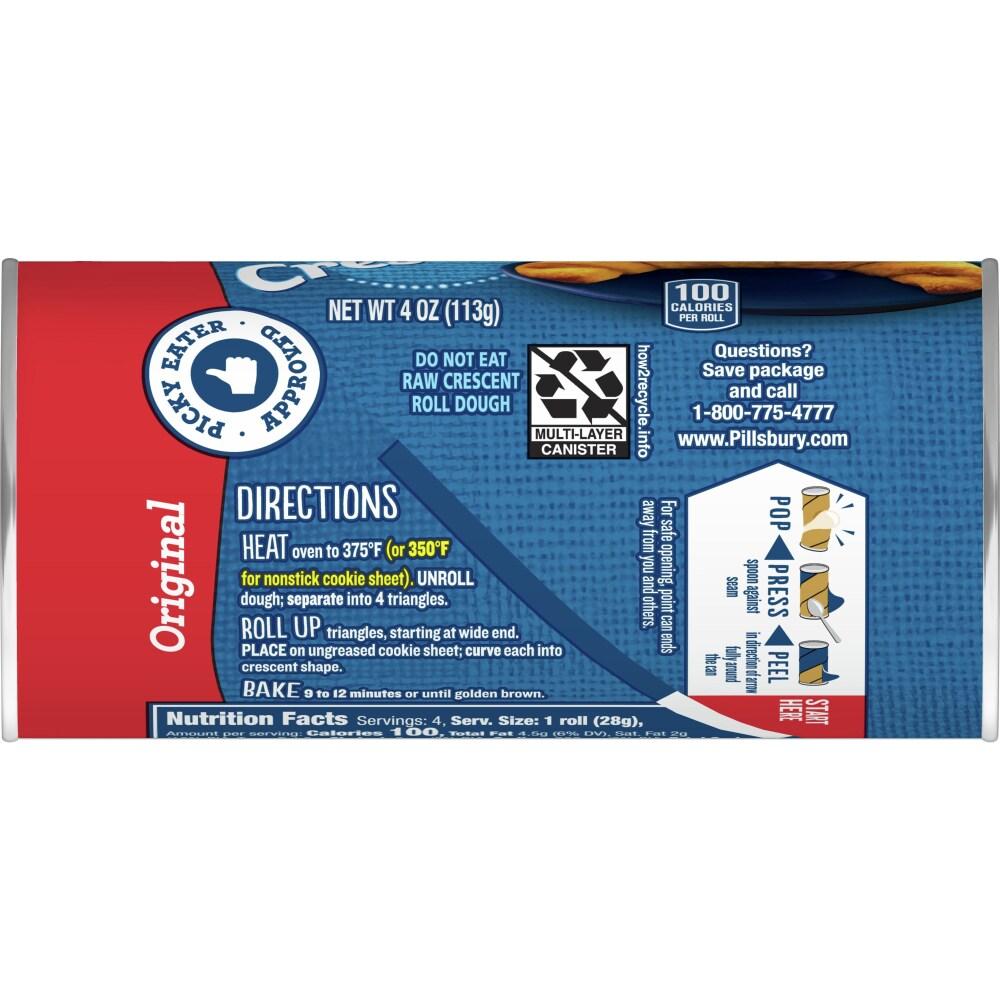 Cres
NET WT 4 OZ (113g)
100
CALORIES
PER ROLL
PICKY EATER · APPROVED ·
DO NOT EAT
RAW CRESCENT
ROLL DOUGH
MULTI-LAYER
CANISTER
how2recycle.info
Questions?
Save package
and call
1-800-775-4777
www.Pillsbury.com
Original
DIRECTIONS
HEAT oven to 375°F (or 350°F
for nonstick cookie sheet). UNROLL
dough; separate into 4 triangles.
ROLL UP triangles, starting at wide end.
PLACE on ungreased cookie sheet; curve each into
crescent shape.
BAKE 9 to 12 minutes or until golden brown.
For safe opening, point can ends
away from you and others.
POP
PRESS
spoon against
seam
PEEL
in direction of arrow
fully around
the can
START
HERE
Nutrition Facts Servings: 4, Serv. Size: 1 roll (28g),
Amount per serving: Calories 100, Total Fat 4.5g (6% DV), Sat. Fat 2g